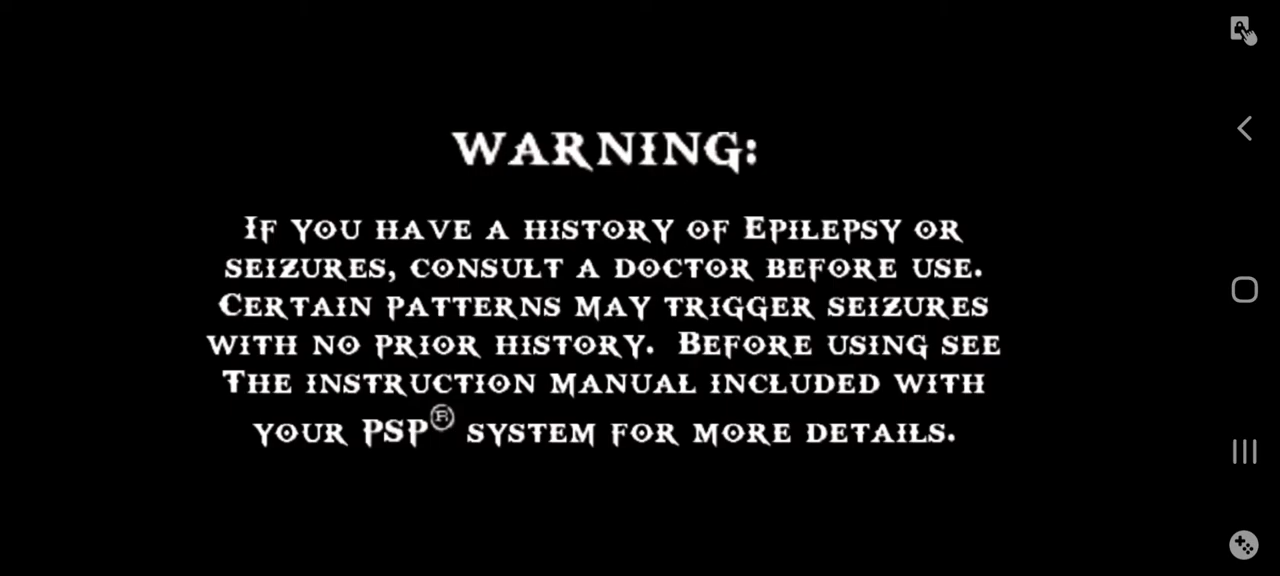 WARNING:
If you have a history of Epilepsy or
seizures, consult a doctor before use.
Certain patterns may trigger seizures
with no prior history.  Before using see
The instruction manual included with
your PSP® system for more details.